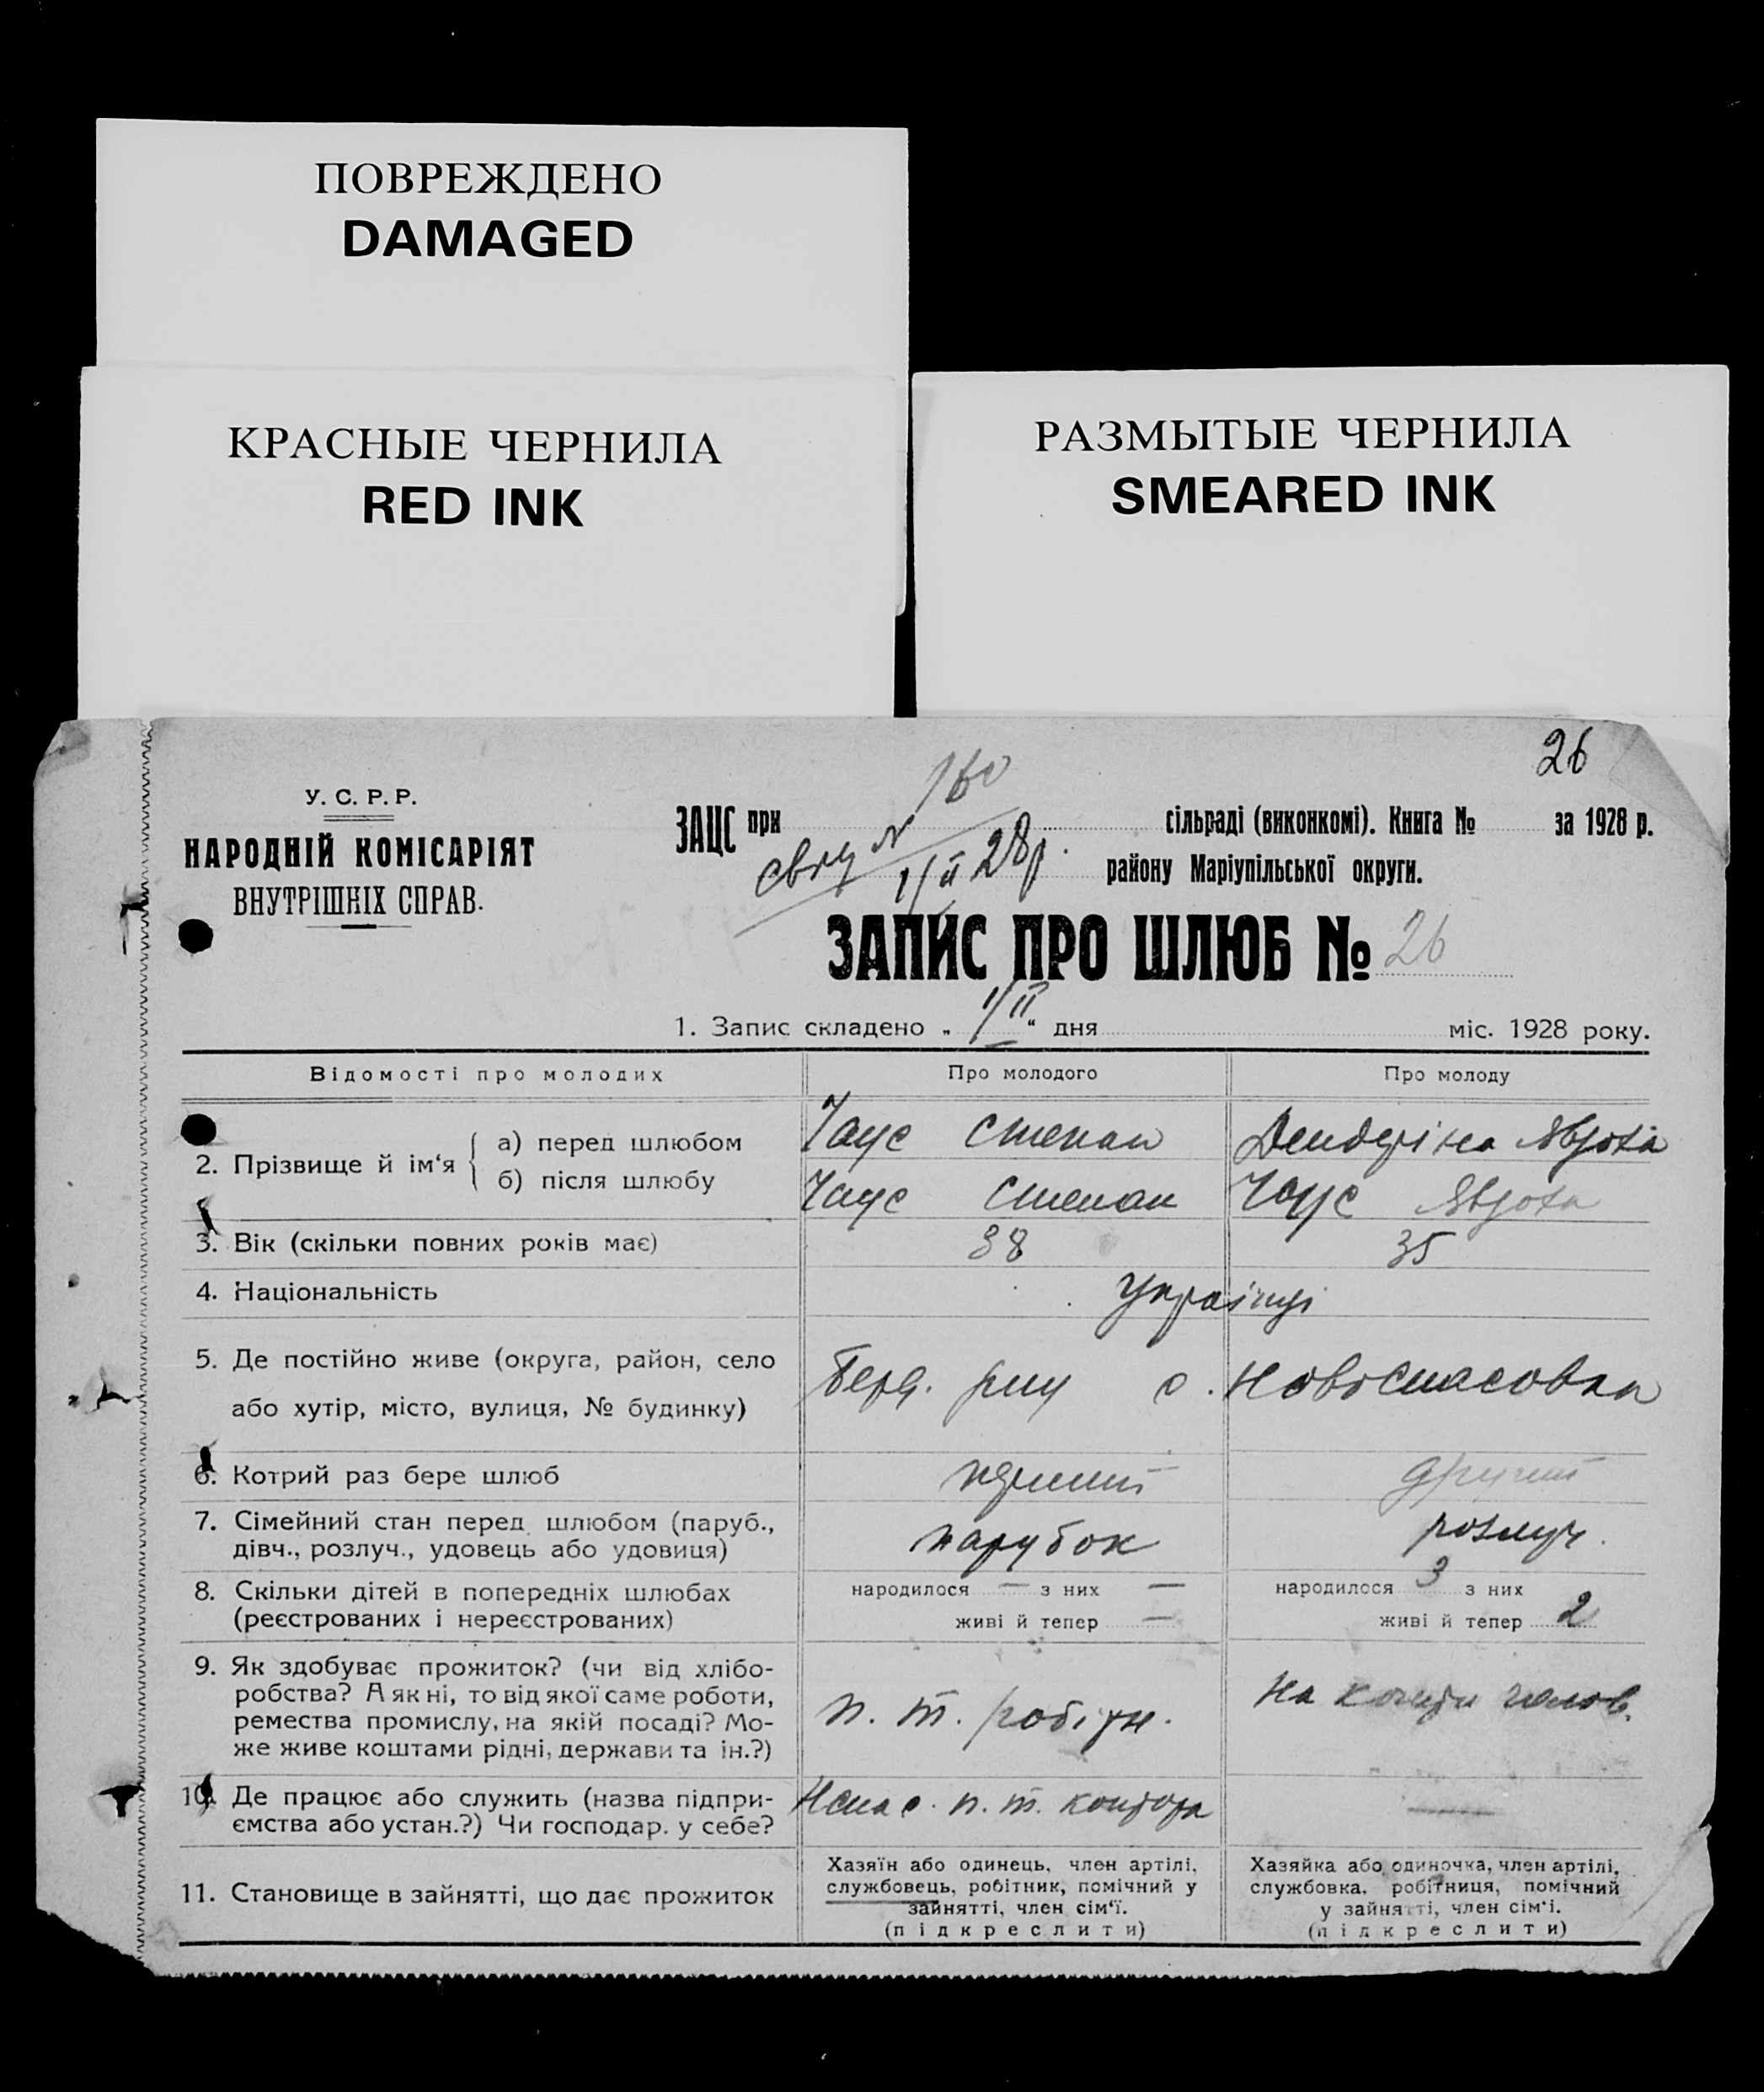 ПОВРЕЖДЕНО
DAMAGED
КРАСНЫЕ ЧЕРНИЛА
RED INK
РАЗМЫТЫЕ ЧЕРНИЛА
SMEARED INK
26
У. С. Р. Р.
НАРОДНІЙ КОМІСАРІЯТ
ВНУТРІШНІХ СПРАВ.
160
ЗАЦС при сільраді (виконкомі). Книга № за 1928 р.
N
1/II 28р.
району Маріупільської округи.
ЗАПИС ПРО ШЛЮБ № 26
1. Запис складено „ 1/II “ дня міс. 1928 року.
Відомості про молодих Про молодого Про молоду
2. Прізвище й ім‘я
а) перед шлюбом Чаус Степан
б) після шлюбу Чаус Степан Чаус Явдоха
3. Вік (скільки повних років має) 38 35
4. Національність Українці
5. Де постійно живе (округа, район, село
або хутір, місто, вулиця, № будинку) Берд. с. Новоспасовка
6. Котрий раз бере шлюб перший другий
7. Сімейний стан перед шлюбом (паруб.,
дівч., розлуч., удовець або удовиця) парубок розлуч.
8. Скільки дітей в попередніх шлюбах
(реєстрованих і нереєстрованих)
народилося — з них —
живі й тепер —
народилося 3 з них
живі й тепер 2
9. Як здобуває прожиток? (чи від хлібо-
робства? А як ні, то від якої саме роботи,
ремества промислу, на якій посаді? Мо-
же живе коштами рідні, держави та ін.?)
п. т. робітн.
на кошти чолов.
10. Де працює або служить (назва підпри-
ємства або устан.?) Чи господар. у себе?
Нспас. п. т. контора
—
11. Становище в зайнятті, що дає прожиток
Хазяїн або одинець, член артілі,
службовець, робітник, помічний у
зайнятті, член сім‘ї.
(підкреслити)
Хазяйка або одиночка, член артілі,
службовка, робітниця, помічний
у зайнятті, член сім‘і.
(підкреслити)